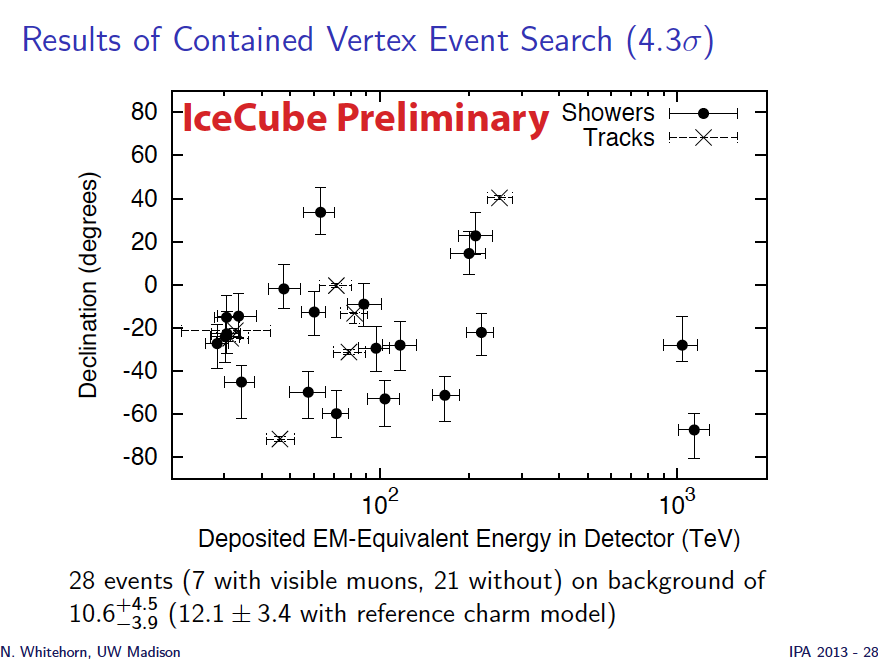 Results of Contained Vertex Event Search (4.3σ)
IceCube Preliminary
Showers
Tracks
Declination (degrees)
80
60
40
20
0
-20
-40
-60
-80
10²
10³
Deposited EM-Equivalent Energy in Detector (TeV)
28 events (7 with visible muons, 21 without) on background of
10.6⁺⁴·⁵₋₃.₉ (12.1 ± 3.4 with reference charm model)
N. Whitehorn, UW Madison
IPA 2013 - 28